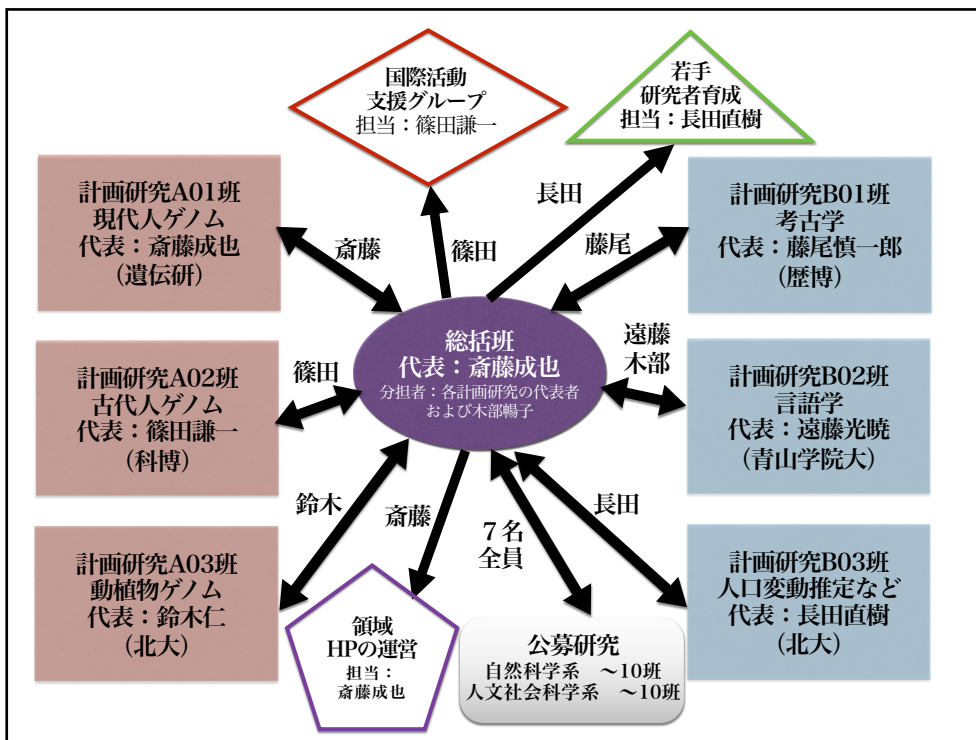 国際活動
支援グループ
担当：篠田謙一
若手
研究者育成
担当：長田直樹
計画研究A01班
現代人ゲノム
代表：斎藤成也
(遺伝研)
斎藤
篠田
長田
藤尾
計画研究B01班
考古学
代表：藤尾慎一郎
(歴博)
計画研究A02班
古代人ゲノム
代表：篠田謙一
(科博)
篠田
総括班
代表：斎藤成也
分担者：各計画研究の代表者
および木部暢子
遠藤
木部
計画研究B02班
言語学
代表：遠藤光暁
(青山学院大)
計画研究A03班
動植物ゲノム
代表：鈴木仁
(北大)
鈴木
斎藤
７名
全員
長田
計画研究B03班
人口変動推定など
代表：長田直樹
(北大)
領域
HPの運営
担当：
斎藤成也
公募研究
自然科学系　～10班
人文社会科学系　～10班